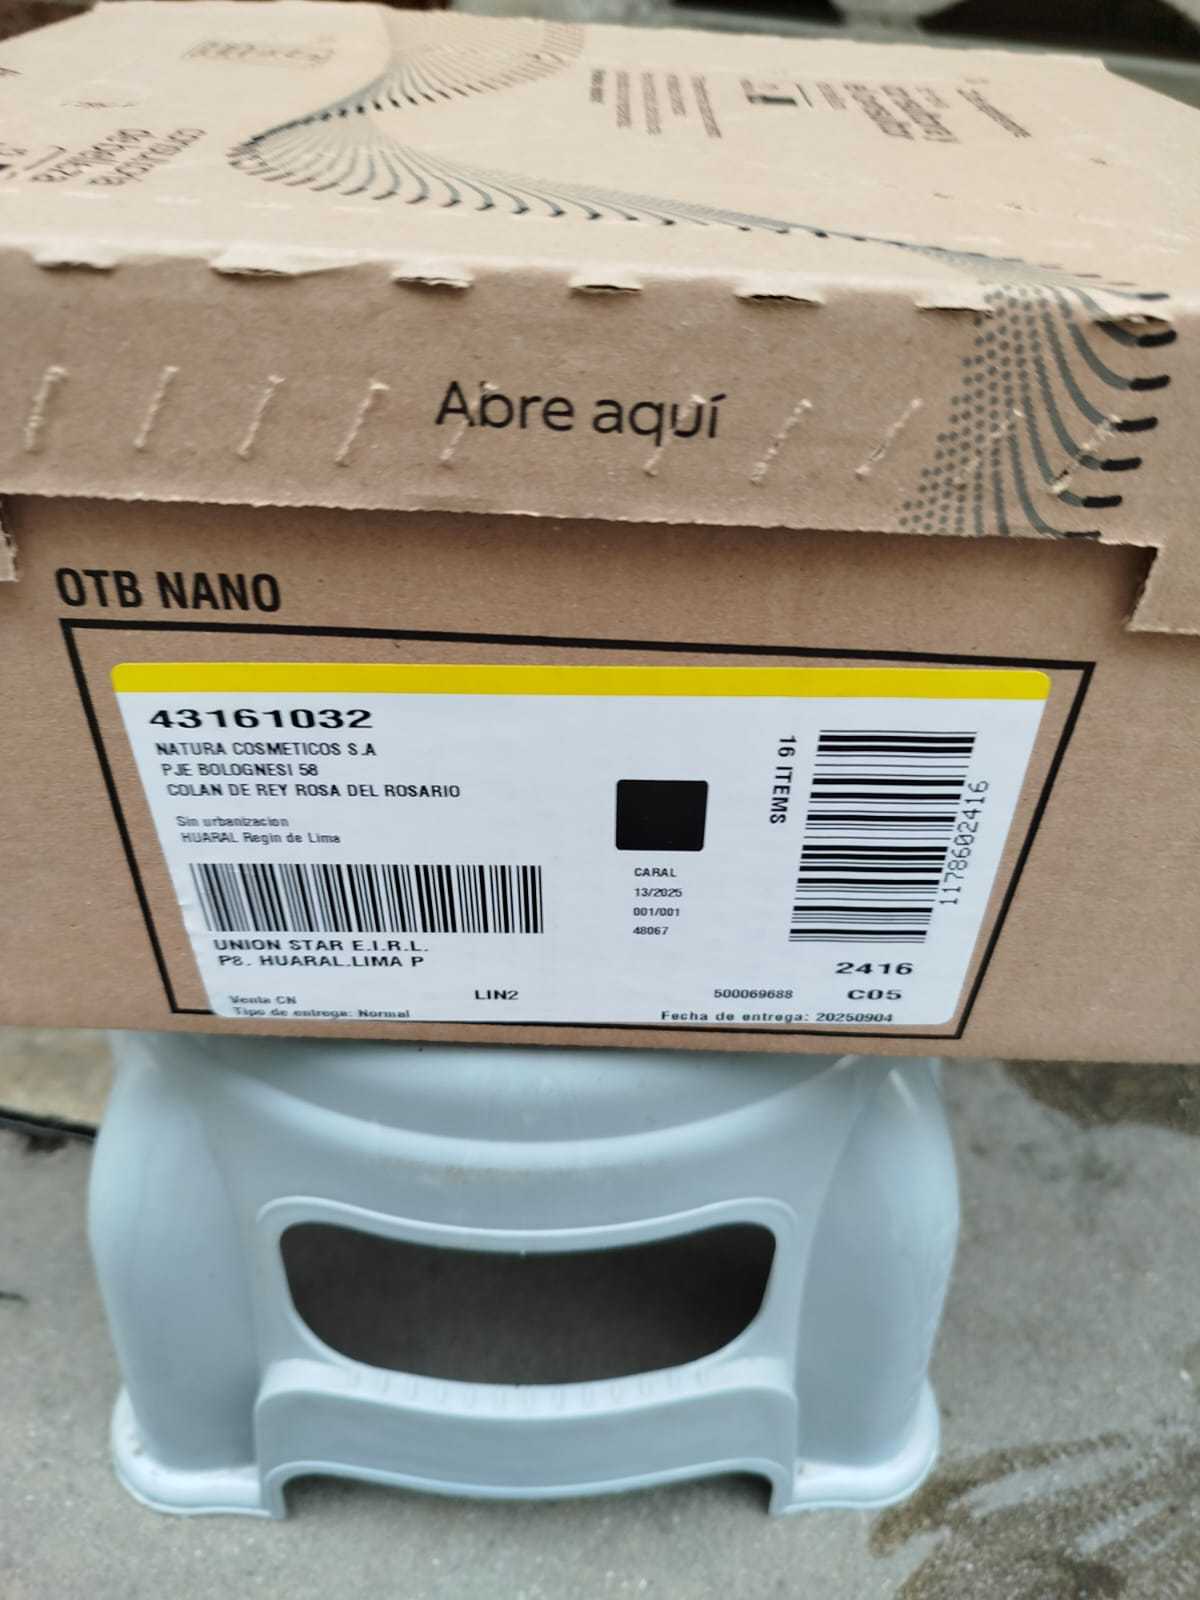 Abre aquí
OTB NANO
43161032
NATURA COSMETICOS S.A
PJE BOLOGNESI 58
COLAN DE REY ROSA DEL ROSARIO
Sin urbanizacion
HUARAL Regin de Lima
UNION STAR E.I.R.L.
P8. HUARAL.LIMA P
Venta CN
Tipo de entrega: Normal
LIN2
CARAL
13/2025
001/001
48067
16 ITEMS
1178602416
2416
500069688
C05
Fecha de entrega: 20250904